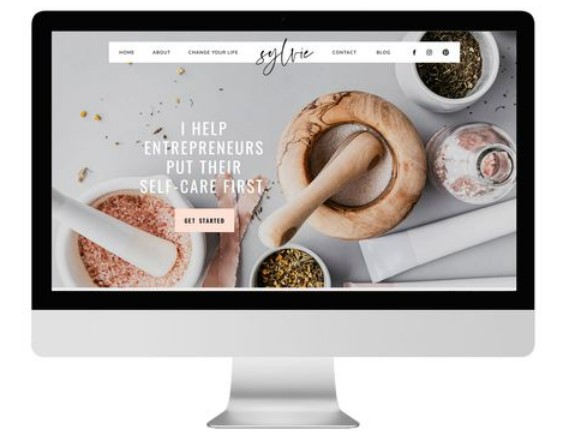 HOME ABOUT CHANGE YOUR LIFE sylvie CONTACT BLOG
I HELP
ENTREPRENEURS
PUT THEIR
SELF-CARE FIRST.
GET STARTED